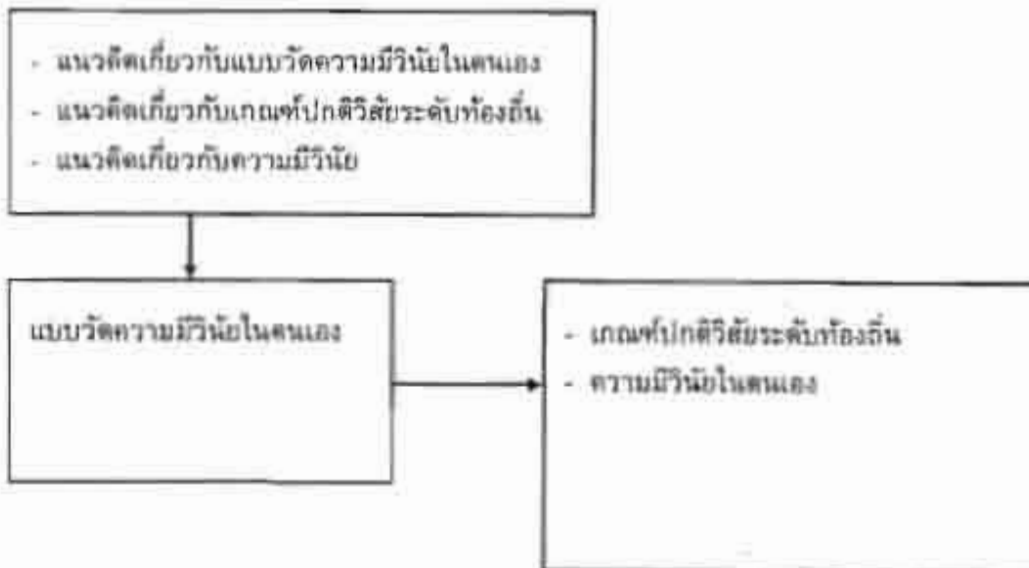 - แนวคิดเกี่ยวกับแบบวัดความมีวินัยในตนเอง
- แนวคิดเกี่ยวกับเกณฑ์ปกติวิสัยระดับท้องถิ่น
- แนวคิดเกี่ยวกับความมีวินัย
แบบวัดความมีวินัยในตนเอง
- เกณฑ์ปกติวิสัยระดับท้องถิ่น
- ความมีวินัยในตนเอง